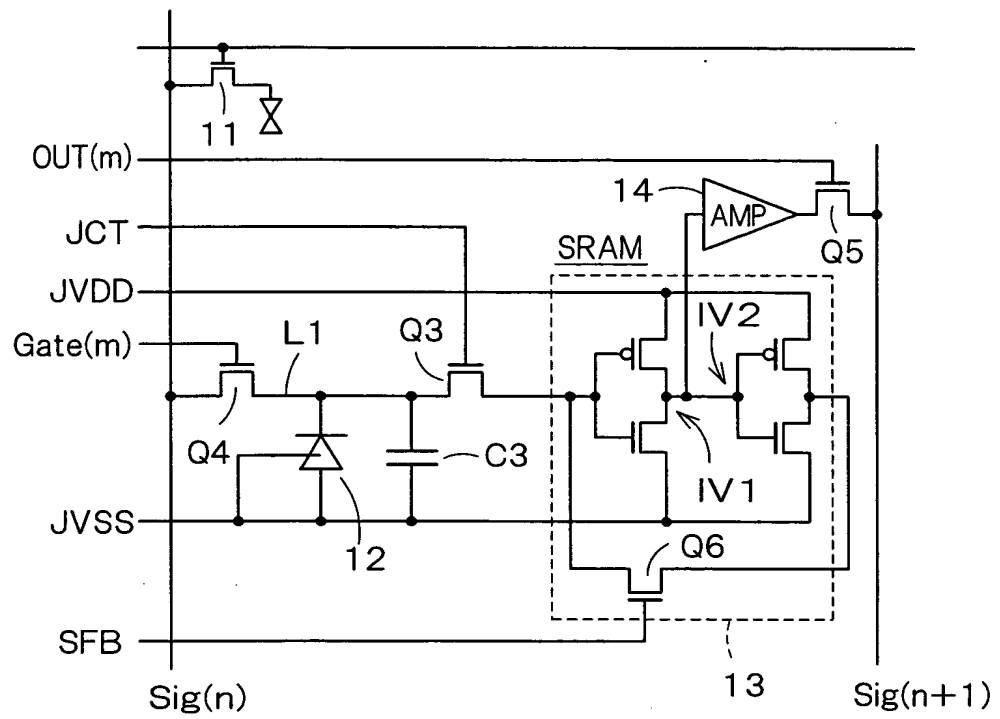 11
OUT(m)
14
AMP
Q5
JCT
SRAM
JVDD
IV2
Gate(m)
L1
Q3
Q4
C3
IV1
JVSS
12
Q6
SFB
13
Sig(n)
Sig(n+1)